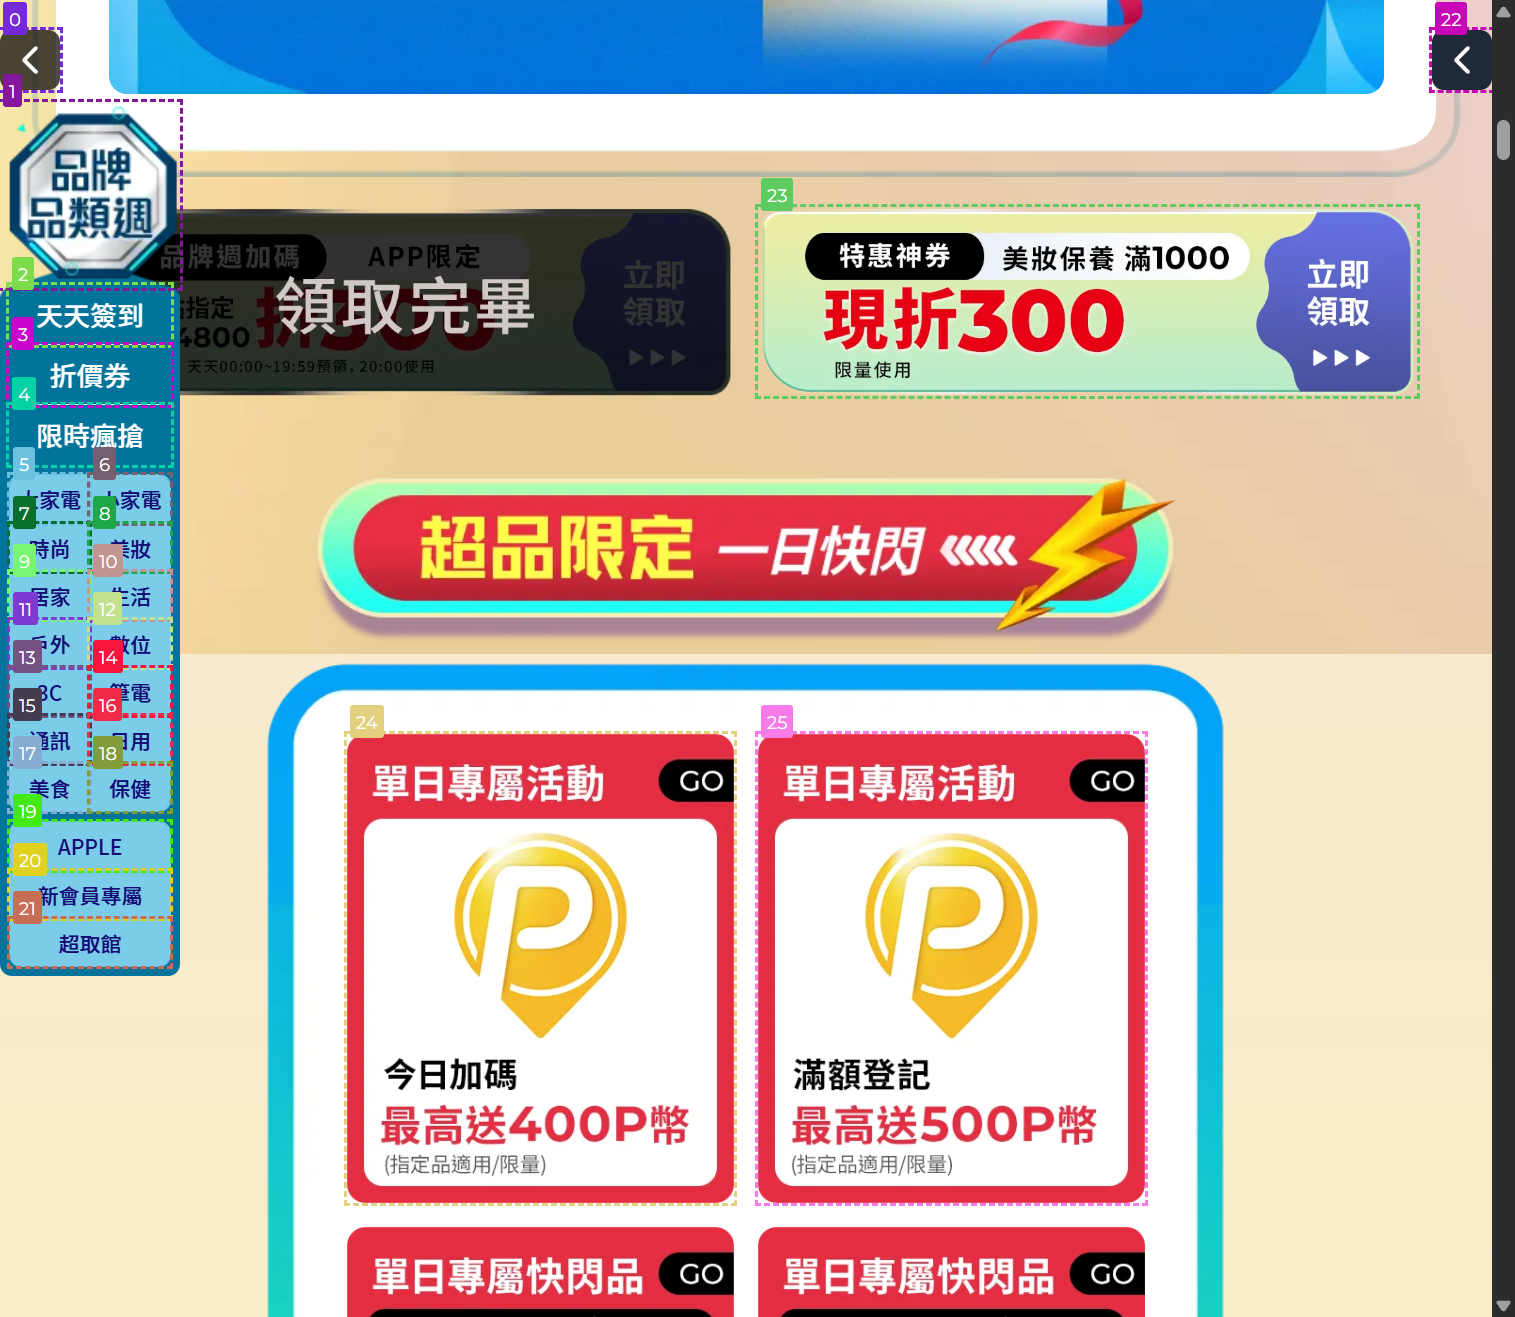 0
22
1
品牌
品類週
2
天天簽到
3
折價券
4
限時瘋搶
5
家電
6
家電
7
時尚
8
美妝
9
居家
10
生活
11
戶外
12
數位
13
3C
14
筆電
15
通訊
16
日用
17
美食
18
保健
19
APPLE
20
新會員專屬
21
超取館
品牌週加碼
APP限定
指定
4800
折300
領取完畢
天天00:00~19:59預領, 20:00使用
立即
領取
23
特惠神券
美妝保養 滿1000
現折300
限量使用
立即
領取
超品限定 一日快閃
24
單日專屬活動
GO
今日加碼
最高送400P幣
(指定品適用/限量)
25
單日專屬活動
GO
滿額登記
最高送500P幣
(指定品適用/限量)
單日專屬快閃品
GO
單日專屬快閃品
GO